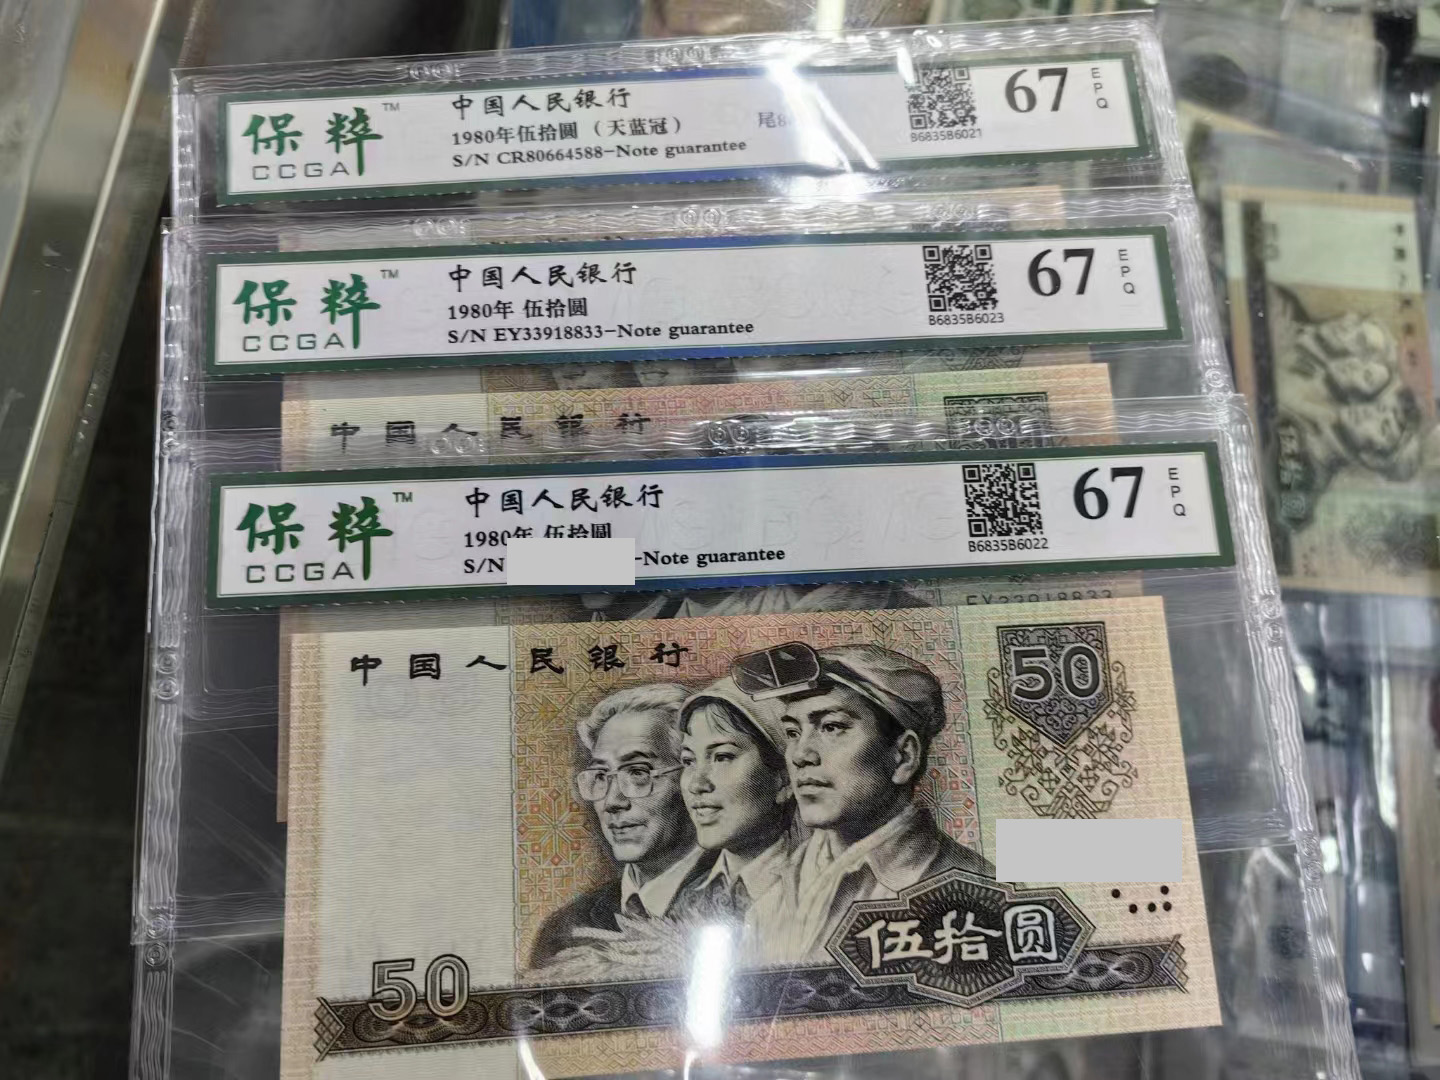 保粹™
CCGA
中国人民银行
1980年伍拾圆（天蓝冠）
S/N CR80664588-Note guarantee
尾8
B6835B6021
67
EPQ
保粹™
CCGA
中国人民银行
1980年 伍拾圆
S/N EY33918833-Note guarantee
B6835B6023
67
EPQ
中国人民银行
保粹™
CCGA
中国人民银行
1980年 伍拾圆
S/N
-Note guarantee
B6835B6022
67
EPQ
EY33918833
中国人民银行
50
伍拾圆
50